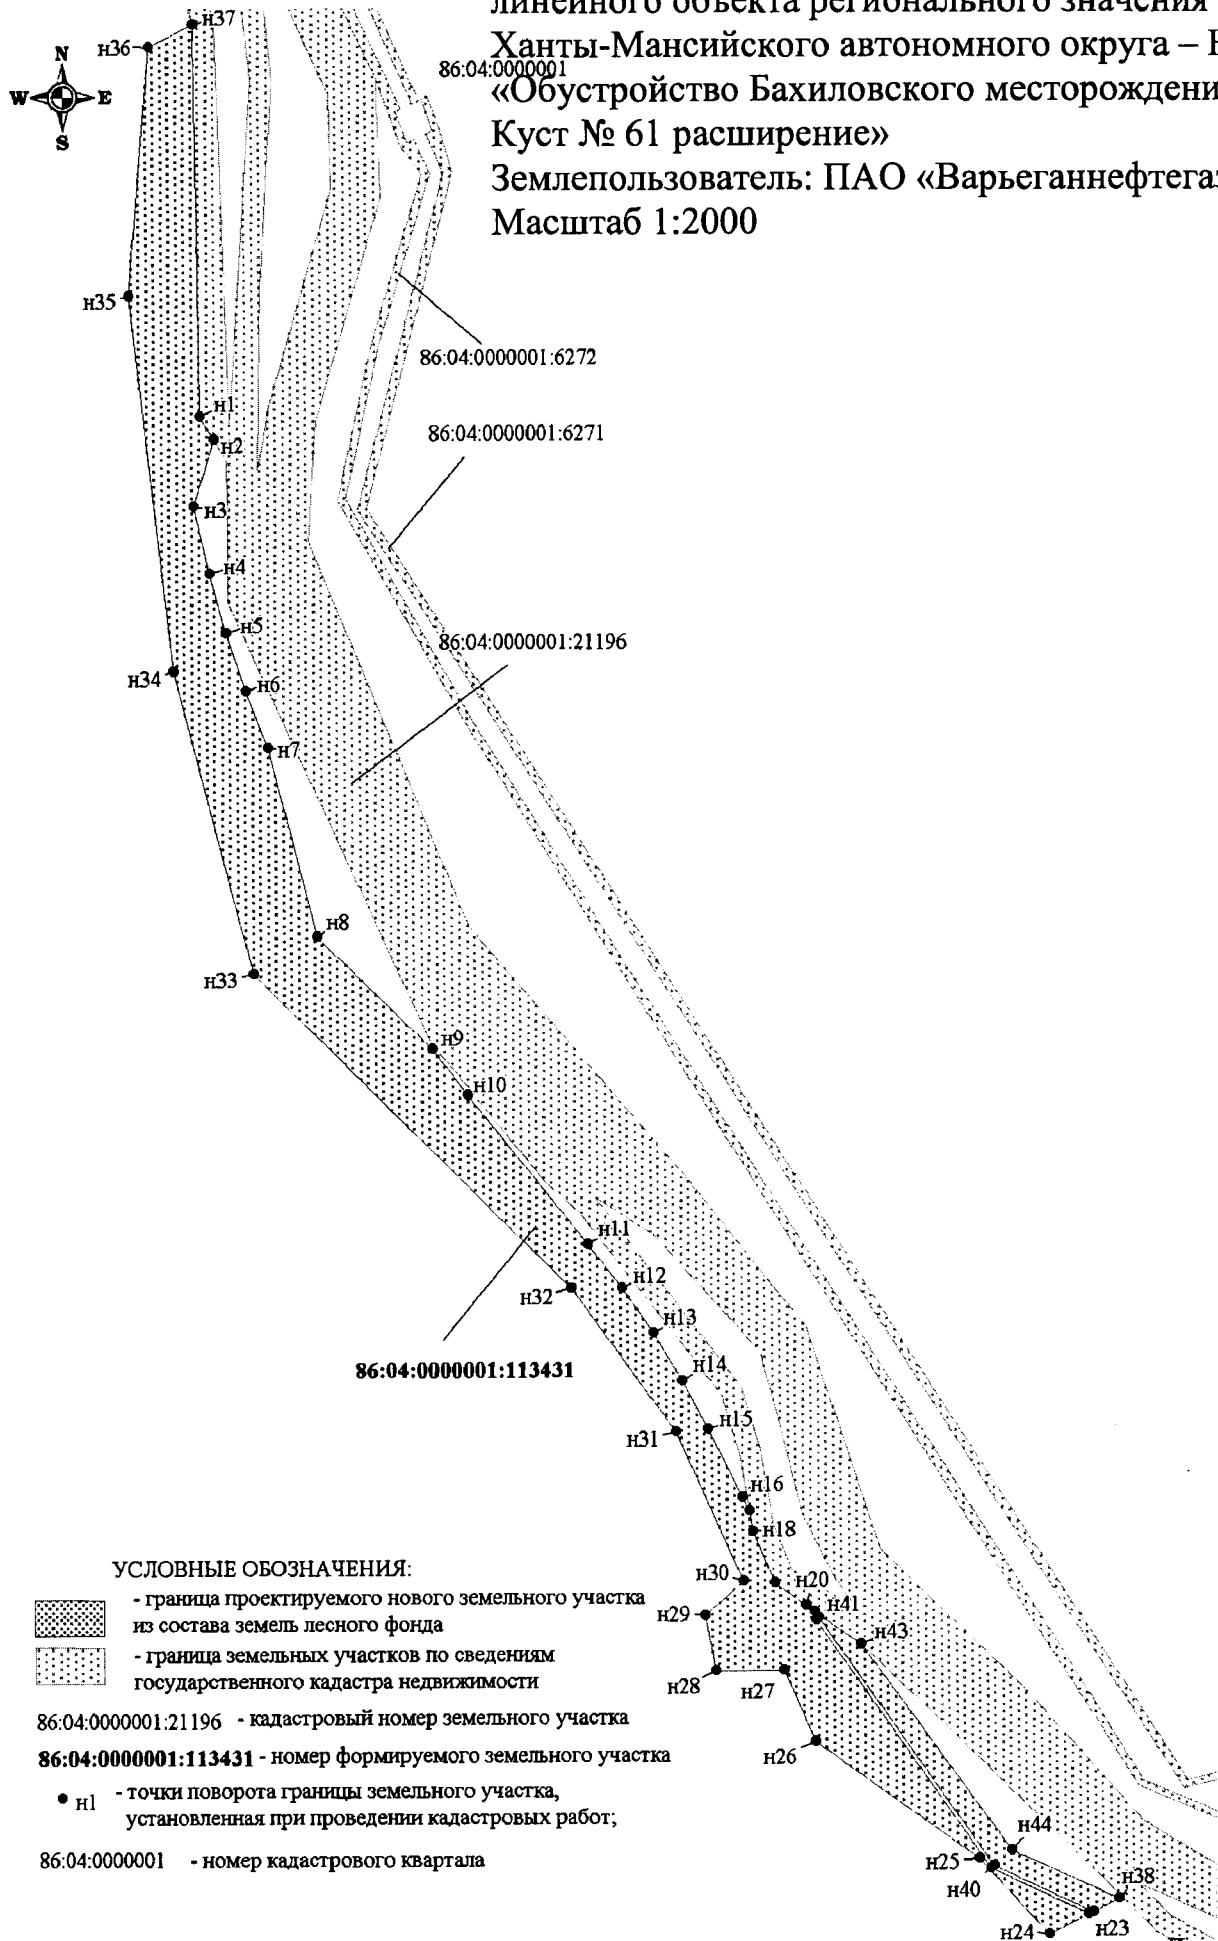 линейного объекта регионального значения
Ханты-Мансийского автономного округа –
«Обустройство Бахиловского
Куст № 61 расширение»
Землепользователь: ПАО
Масштаб 1:2000
N
W E
S
86:04:0000001
н37
н36
н35
86:04:0000001:6272
н1
86:04:0000001:6271
н2
н3
н4
н5
86:04:0000001:21196
н34
н6
н7
н8
н33
н9
н10
н11
н12
н32
н13
86:04:0000001:113431
н14
н15
н31
н16
н18
н30
н20
н29
н41
н43
н28
н27
н26
н44
н25
н40
н38
н23
н24
УСЛОВНЫЕ ОБОЗНАЧЕНИЯ:
- граница проектируемого нового земельного участка
из состава земель лесного фонда
- граница земельных участков по сведениям
государственного кадастра недвижимости
86:04:0000001:21196 - кадастровый номер земельного участка
86:04:0000001:113431 - номер формируемого земельного участка
н1 - точки поворота границы земельного участка,
установленная при проведении кадастровых работ;
86:04:0000001 - номер кадастрового квартала